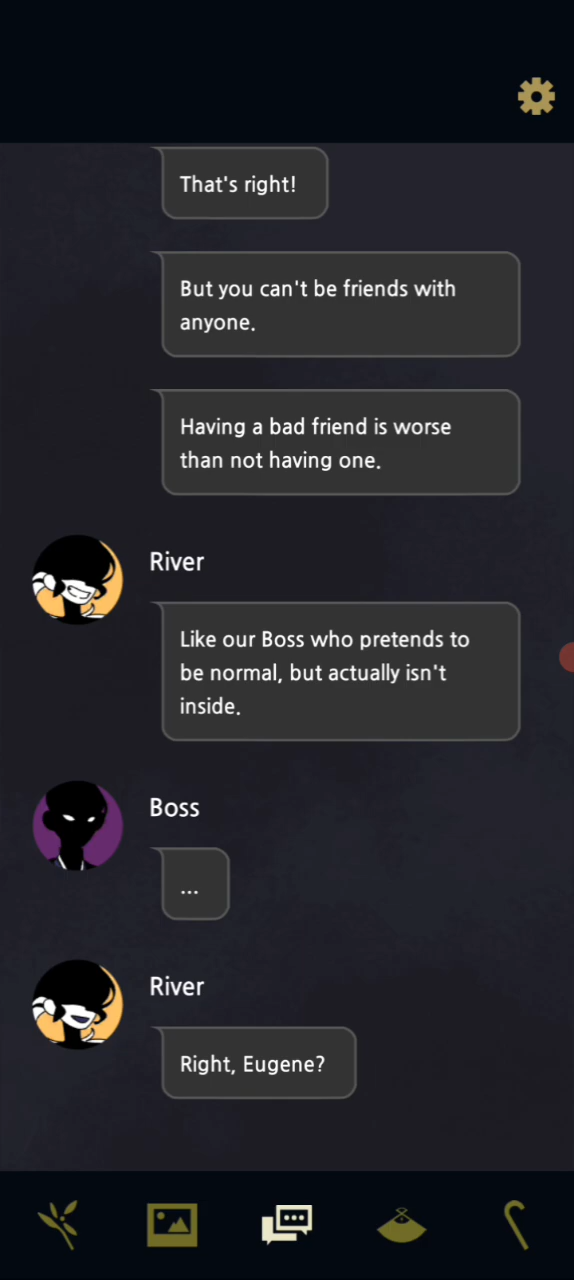 That's right!
But you can't be friends with
anyone.
Having a bad friend is worse
than not having one.
River
Like our Boss who pretends to
be normal, but actually isn't
inside.
Boss
...
River
Right, Eugene?